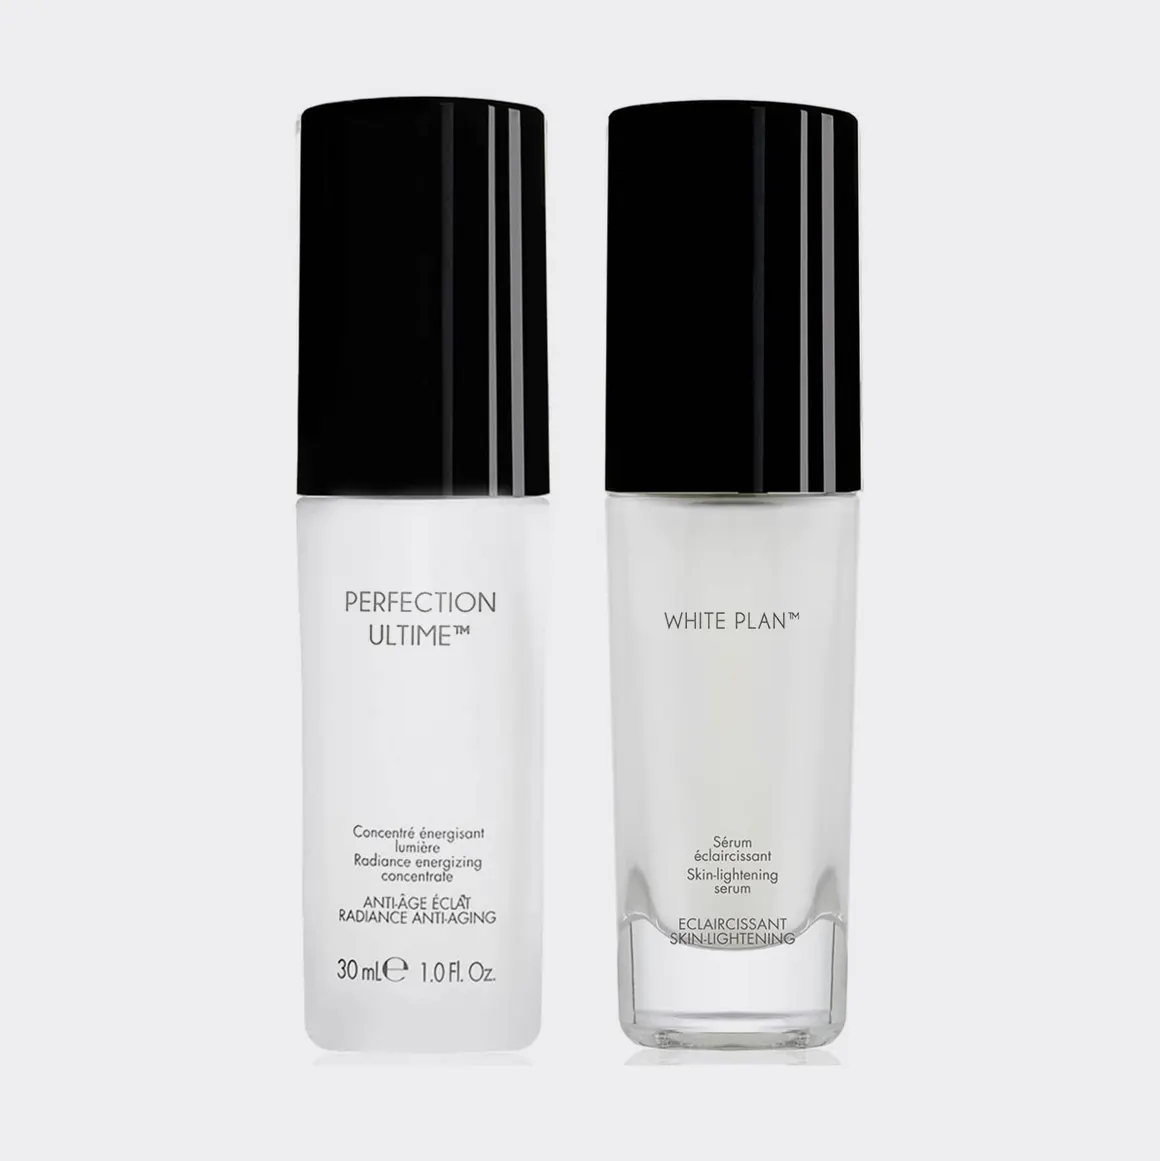 PERFECTION
ULTIME™
Concentré énergisant
lumière
Radiance energizing
concentrate
ANTI-ÂGE ÉCLAT
RADIANCE ANTI-AGING
30 mL℮ 1.0 Fl. Oz.
WHITE PLAN™
Sérum
éclaircissant
Skin-lightening
serum
ECLAIRCISSANT
SKIN-LIGHTENING